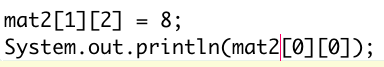 mat2[1][2] = 8;
System.out.println(mat2[0][0]);